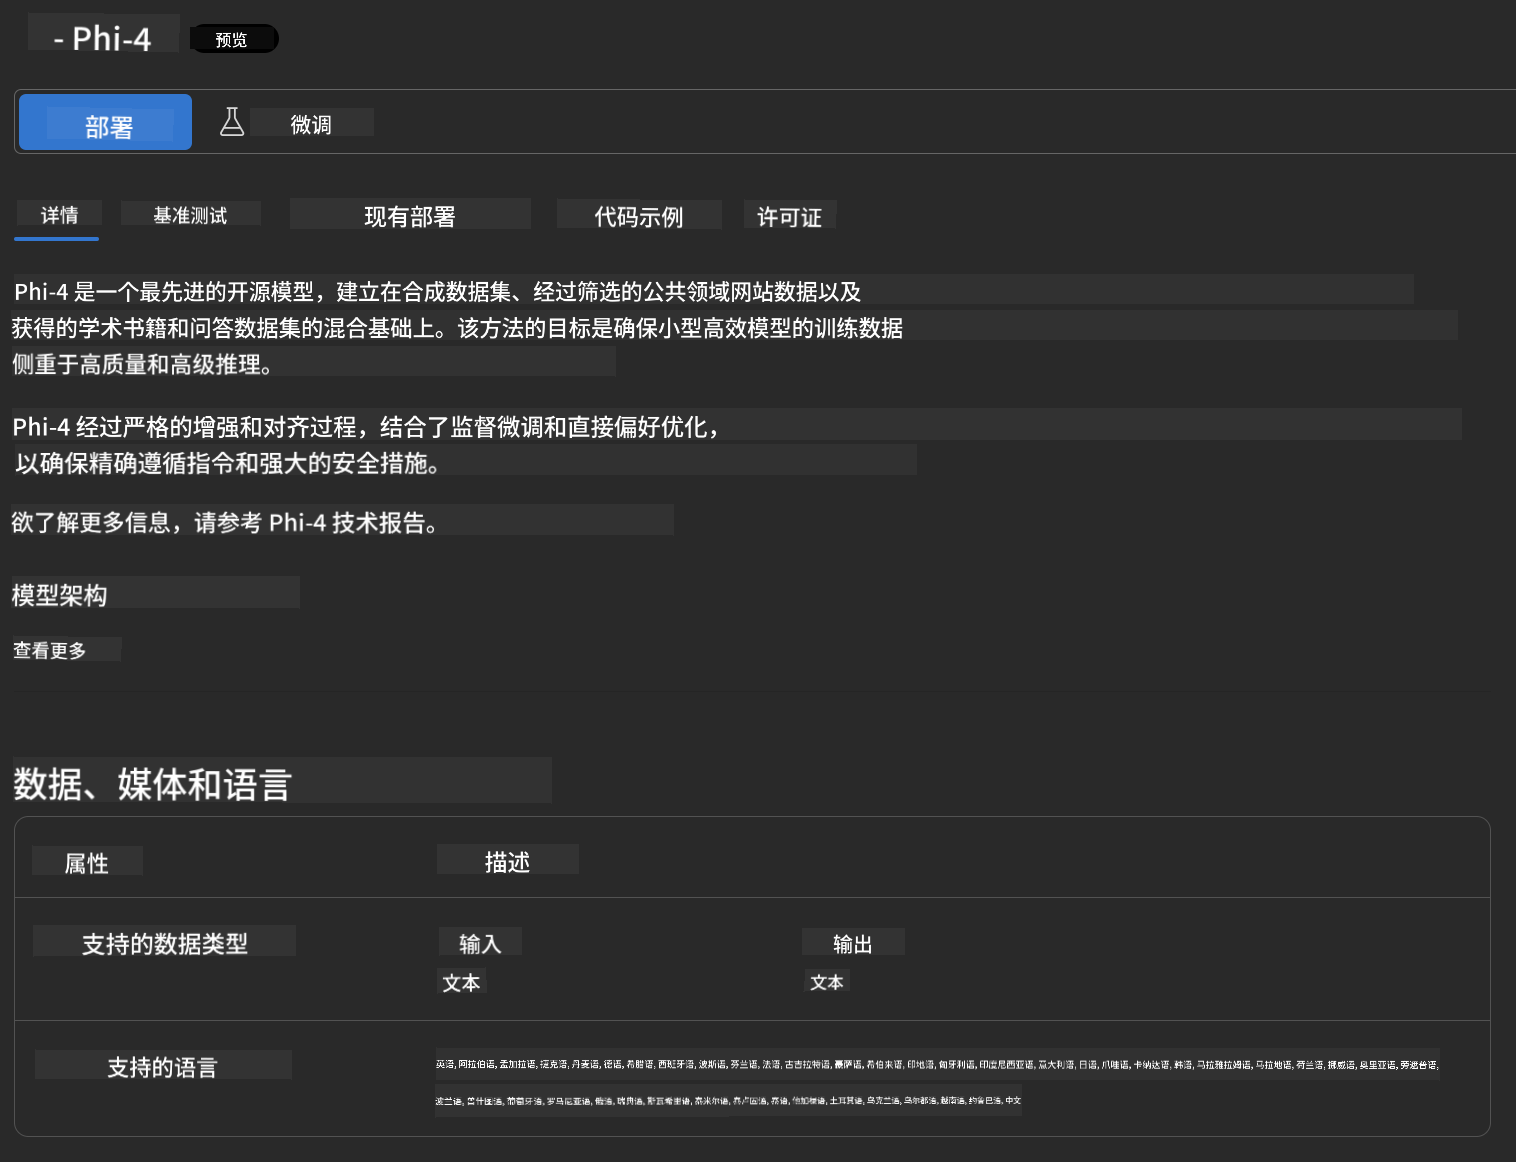 - Phi-4 预览
部署 微调
详情 基准测试 现有部署 代码示例 许可证
Phi-4 是一个最先进的开源模型，建立在合成数据集、经过筛选的公共领域网站数据以及
获得的学术书籍和问答数据集的混合基础上。该方法的目标是确保小型高效模型的训练数据
侧重于高质量和高级推理。
Phi-4 经过严格的增强和对齐过程，结合了监督微调和直接偏好优化，
以确保精确遵循指令和强大的安全措施。
欲了解更多信息，请参考 Phi-4 技术报告。
模型架构
查看更多
数据、媒体和语言
属性 描述
支持的数据类型 输入 输出
文本 文本
支持的语言
英语, 阿拉伯语, 孟加拉语, 捷克语, 丹麦语, 德语, 希腊语, 西班牙语, 波斯语, 芬兰语, 法语, 古吉拉特语, 豪萨语, 希伯来语, 印地语, 匈牙利语, 印度尼西亚语, 意大利语, 日语, 爪哇语, 卡纳达语, 韩语, 马拉雅拉姆语, 马拉地语, 荷兰语, 挪威语, 奥里亚语, 旁遮普语,
波兰语, 普什图语, 葡萄牙语, 罗马尼亚语, 俄语, 瑞典语, 斯瓦希里语, 泰米尔语, 泰卢固语, 泰语, 他加禄语, 土耳其语, 乌克兰语, 乌尔都语, 越南语, 约鲁巴语, 中文